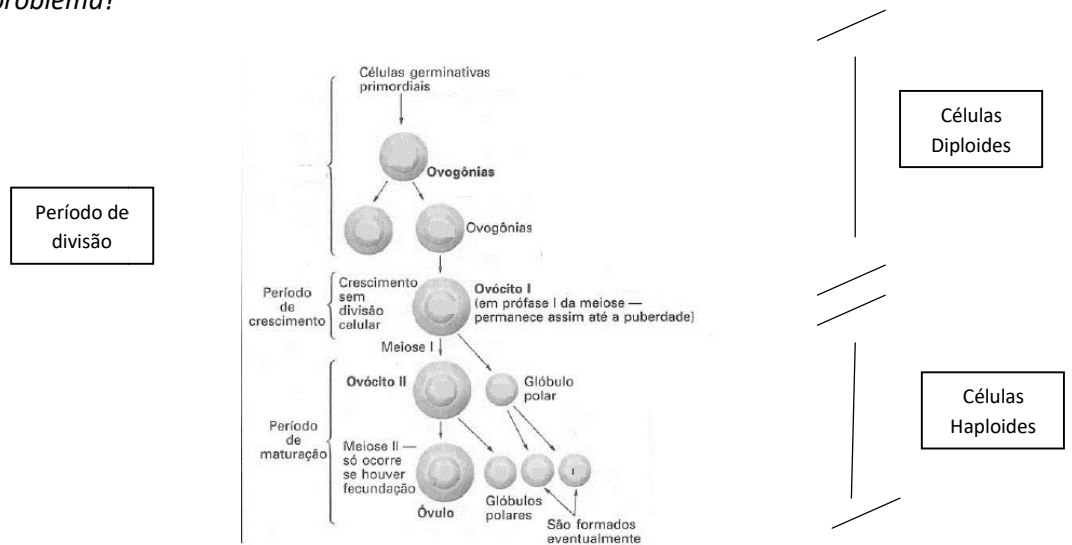 problema?
Células germinativas
primordiais
Células
Diploides
Ovogônias
Período de
divisão
Ovogônias
Período
de
crescimento
Crescimento
sem
divisão
celular
Ovócito I
(em prófase I da meiose —
permanece assim até a puberdade)
Meiose I
Ovócito II
Glóbulo
polar
Células
Haploides
Período
de
maturação
Meiose II —
só ocorre
se houver
fecundação
Óvulo
Glóbulos
polares
São formados
eventualmente